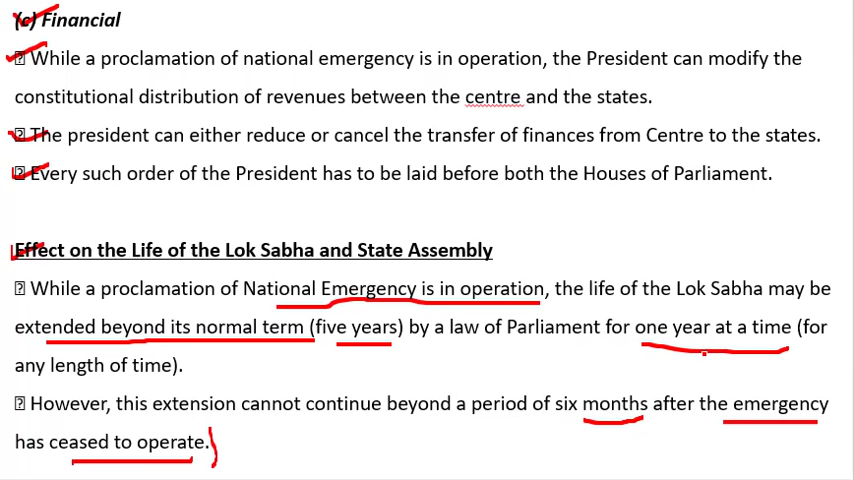 (c) Financial
While a proclamation of national emergency is in operation, the President can modify the
constitutional distribution of revenues between the centre and the states.
The president can either reduce or cancel the transfer of finances from Centre to the states.
Every such order of the President has to be laid before both the Houses of Parliament.
Effect on the Life of the Lok Sabha and State Assembly
While a proclamation of National Emergency is in operation, the life of the Lok Sabha may be
extended beyond its normal term (five years) by a law of Parliament for one year at a time (for
any length of time).
However, this extension cannot continue beyond a period of six months after the emergency
has ceased to operate.